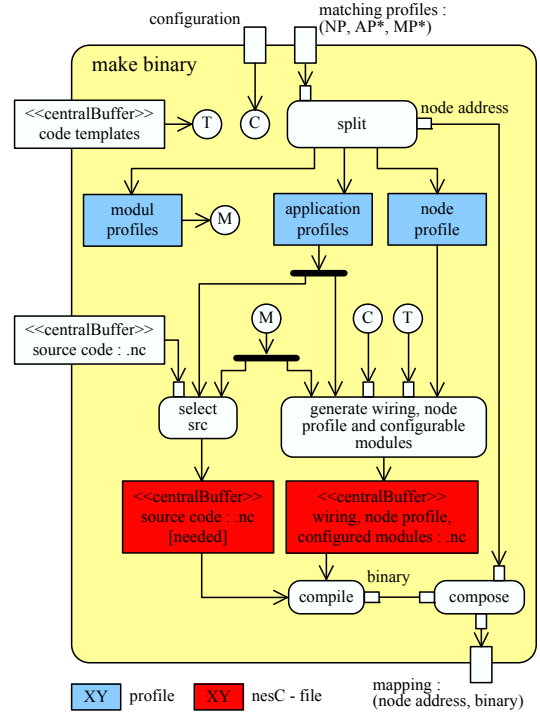 configuration
matching profiles :
(NP, AP*, MP*)
make binary
<<centralBuffer>>
code templates
T
C
split
node address
modul
profiles
M
application
profiles
node
profile
<<centralBuffer>>
source code : .nc
M
C
T
select
src
generate wiring, node
profile and configurable
modules
<<centralBuffer>>
source code : .nc
[needed]
<<centralBuffer>>
wiring, node profile,
configured modules : .nc
compile
binary
compose
XY profile
XY nesC - file
mapping :
(node address, binary)